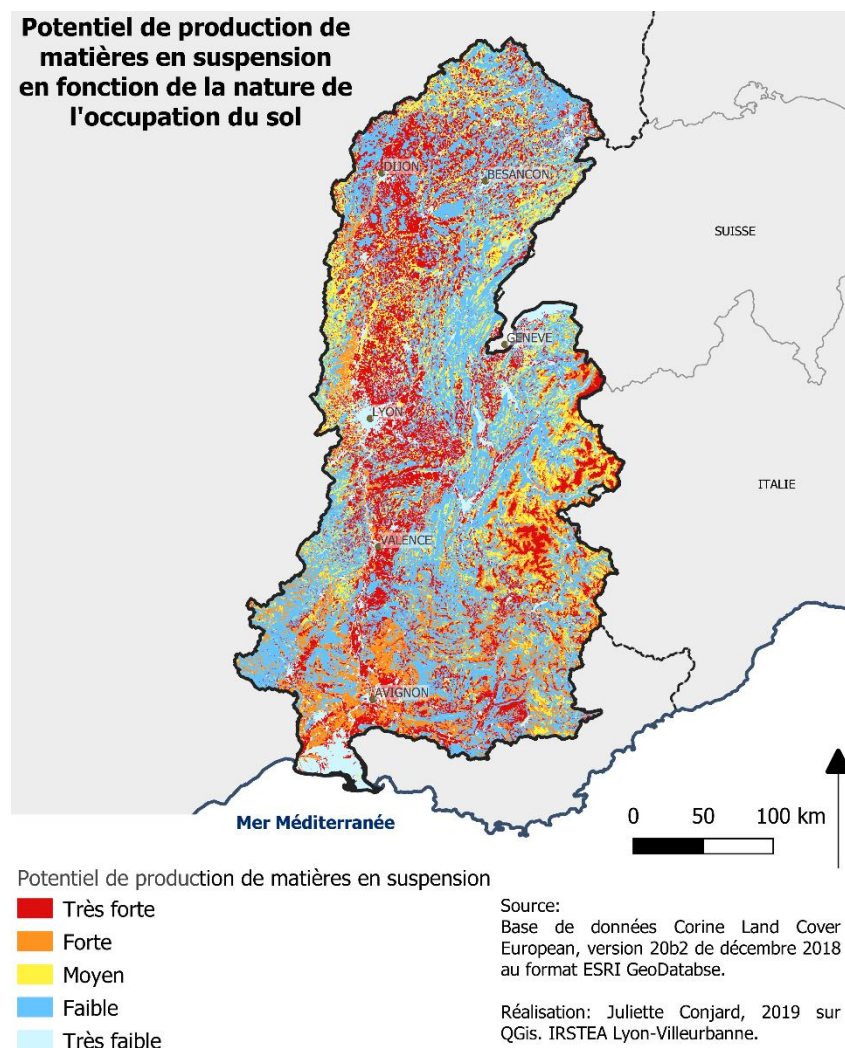 Potentiel de production de
matières en suspension
en fonction de la nature de
l'occupation du sol
DIJON
BESANCON
SUISSE
GENEVE
LYON
ITALIE
VALENCE
AVIGNON
Mer Méditerranée
0 50 100 km
Potentiel de production de matières en suspension
Très forte
Forte
Moyen
Faible
Très faible
Source:
Base de données Corine Land Cover
European, version 20b2 de décembre 2018
au format ESRI GeoDatabse.
Réalisation: Juliette Conjard, 2019 sur
QGis. IRSTEA Lyon-Villeurbanne.